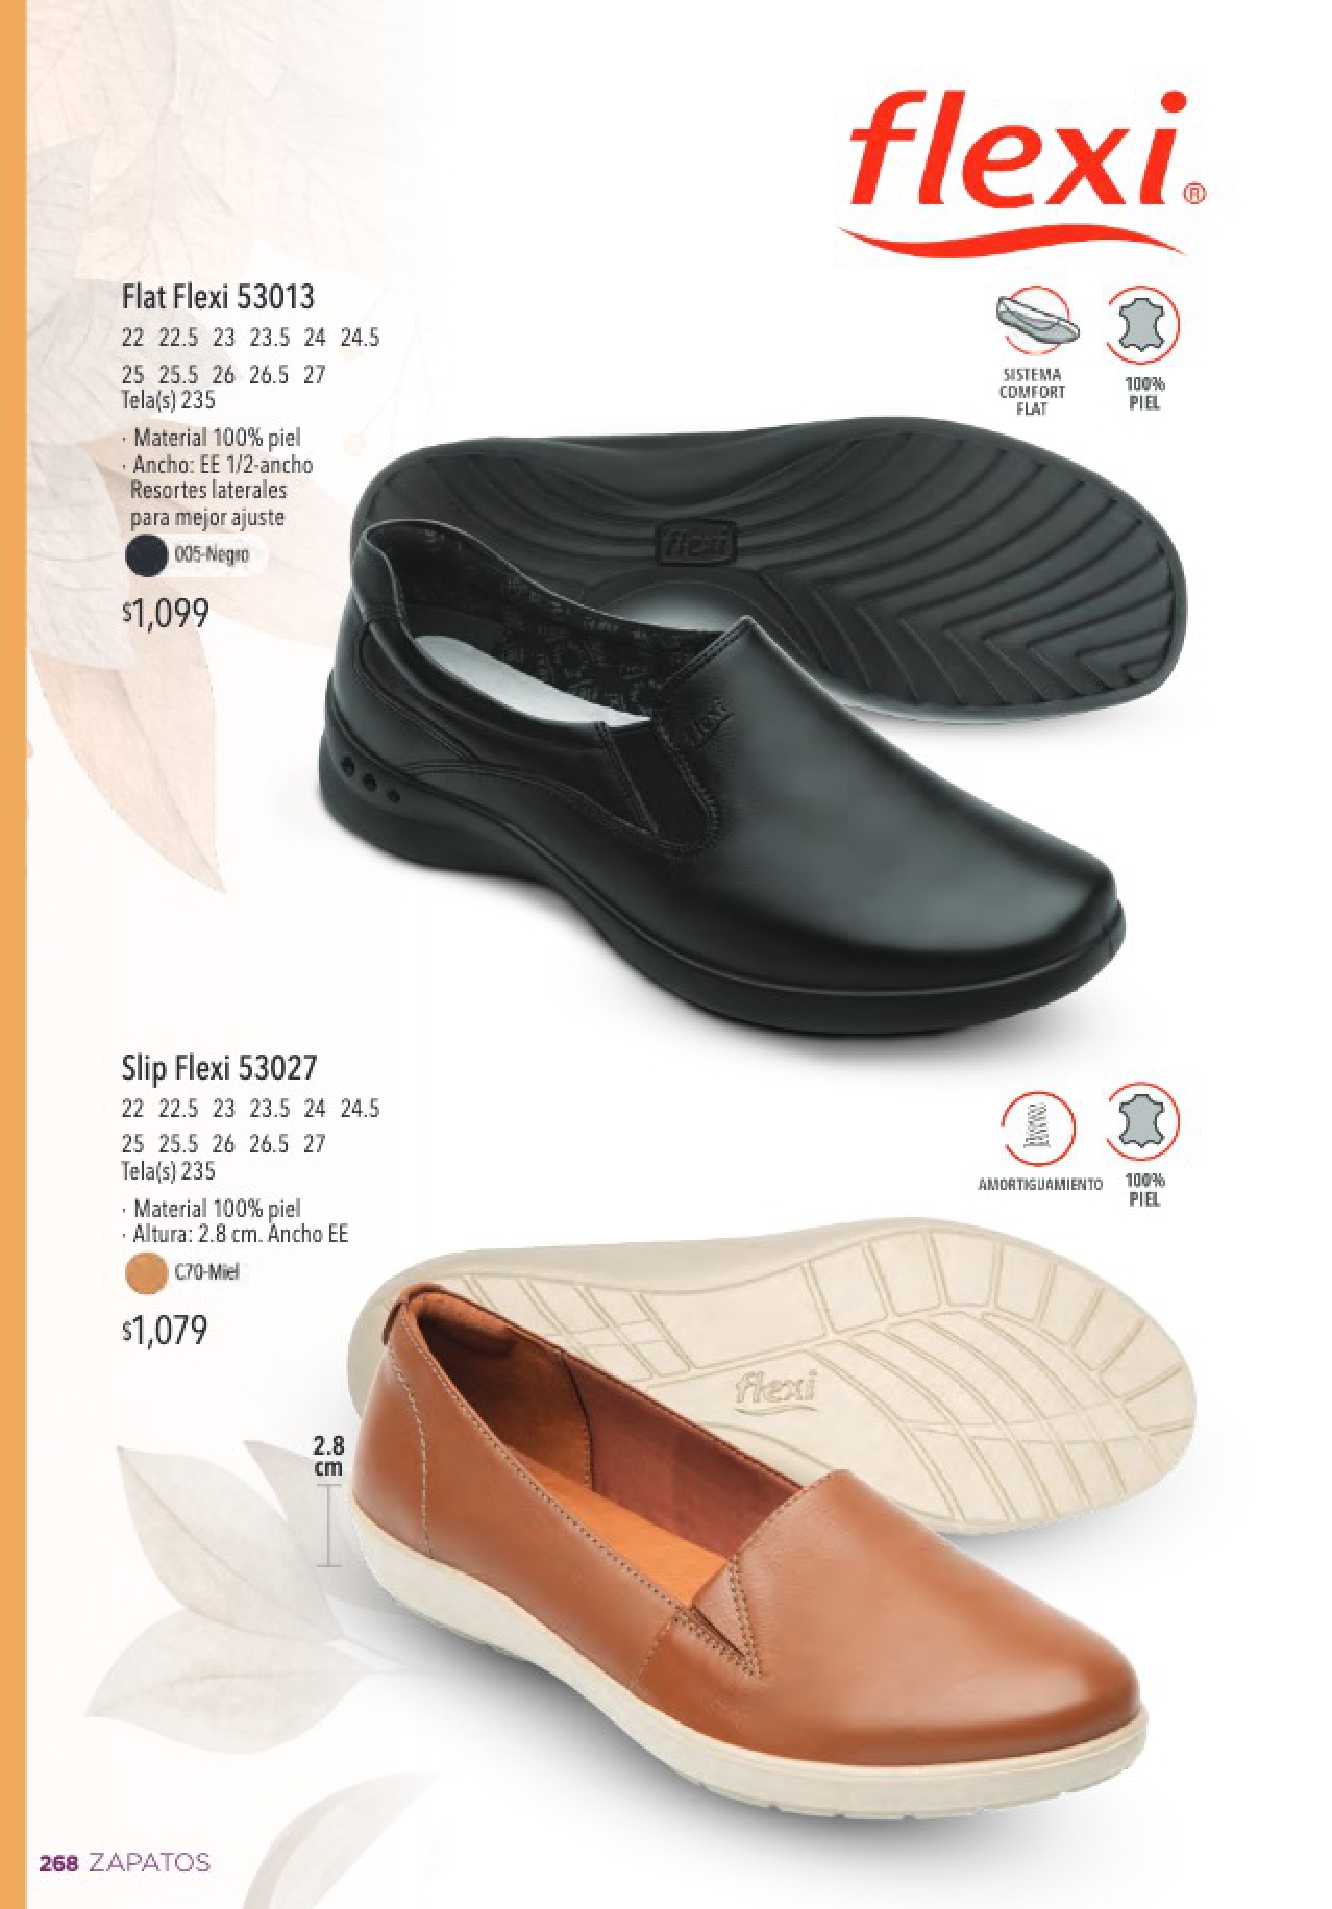 flexi®
Flat Flexi 53013
22 22.5 23 23.5 24 24.5
25 25.5 26 26.5 27
Tela(s) 235
· Material 100% piel
· Ancho: EE 1/2-ancho
Resortes laterales
para mejor ajuste
005-Negro
$1,099
SISTEMA
COMFORT
FLAT
100%
PIEL
flexi
flexi
Slip Flexi 53027
22 22.5 23 23.5 24 24.5
25 25.5 26 26.5 27
Tela(s) 235
· Material 100% piel
· Altura: 2.8 cm. Ancho EE
C70-Miel
$1,079
AMORTIGUAMIENTO
100%
PIEL
flexi
2.8
cm
268 ZAPATOS